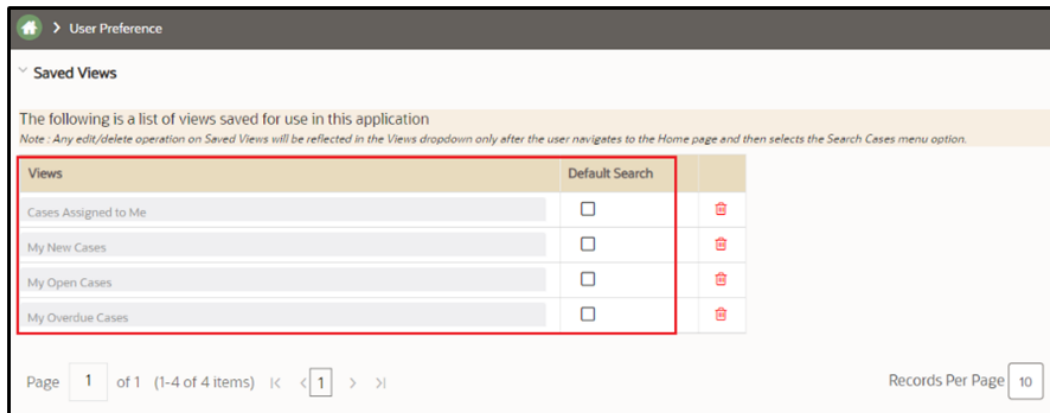 User Preference
Saved Views
The following is a list of views saved for use in this application
Note : Any edit/delete operation on Saved Views will be reflected in the Views dropdown only after the user navigates to the Home page and then selects the Search Cases menu option.
Views Default Search
Cases Assigned to Me
My New Cases
My Open Cases
My Overdue Cases
Page 1 of 1 (1-4 of 4 items) 1 Records Per Page 10